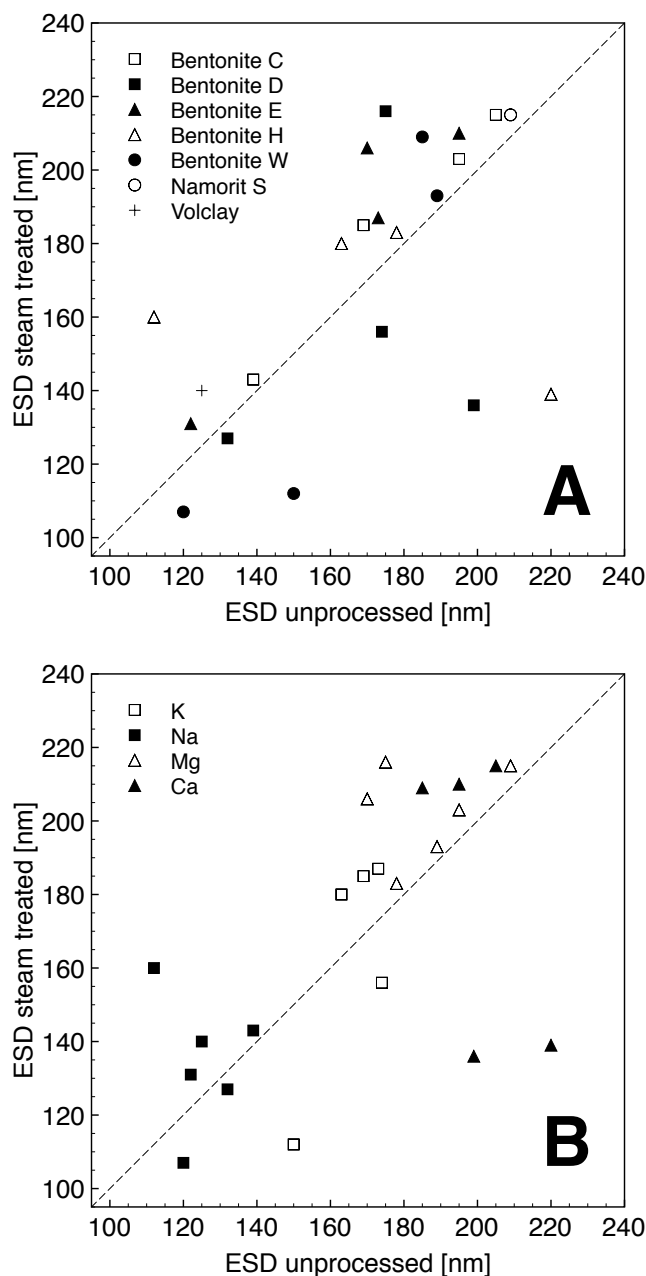 240
220
200
180
160
140
120
100
ESD steam treated [nm]
Bentonite C
Bentonite D
Bentonite E
Bentonite H
Bentonite W
Namorit S
Volclay
A
100 120 140 160 180 200 220 240
ESD unprocessed [nm]
240
220
200
180
160
140
120
100
ESD steam treated [nm]
K
Na
Mg
Ca
B
100 120 140 160 180 200 220 240
ESD unprocessed [nm]